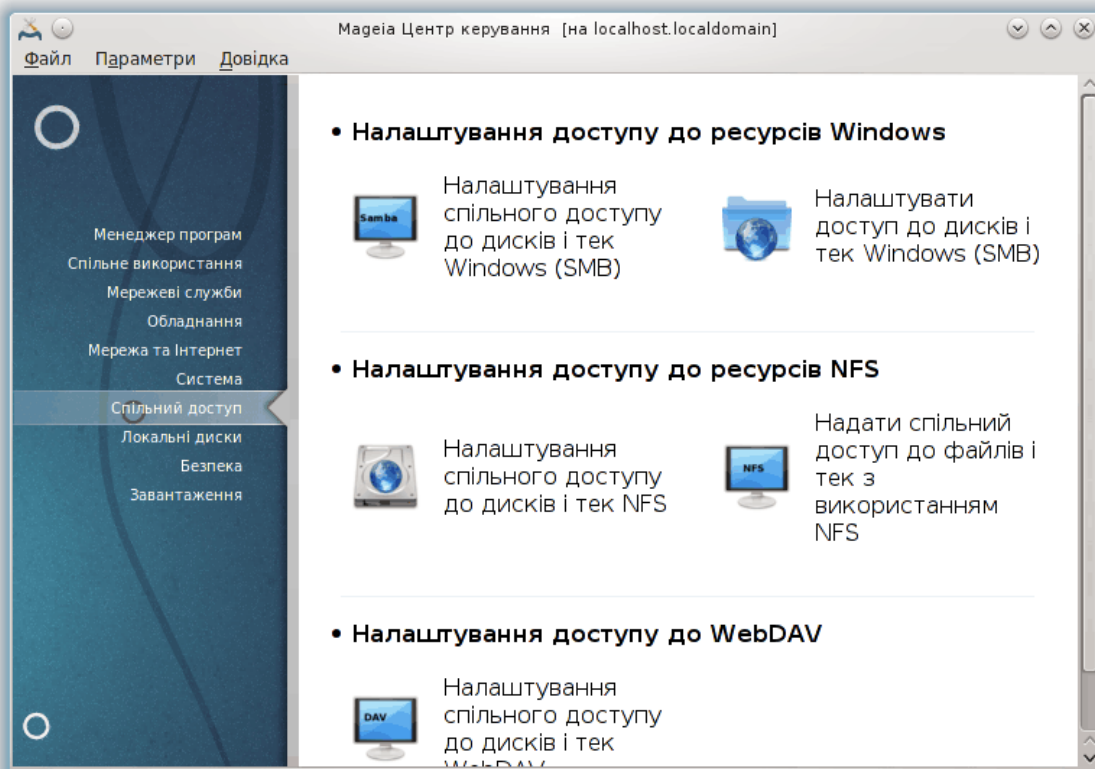 Mageia Центр керування [на localhost.localdomain]
Файл Параметри Довідка
Менеджер програм
Спільне використання
Мережеві служби
Обладнання
Мережа та Інтернет
Система
Спільний доступ
Локальні диски
Безпека
Завантаження
• Налаштування доступу до ресурсів Windows
Samba
Налаштування
спільного доступу
до дисків і тек
Windows (SMB)
Налаштувати
доступ до дисків і
тек Windows (SMB)
• Налаштування доступу до ресурсів NFS
Налаштування
спільного доступу
до дисків і тек NFS
NFS
Надати спільний
доступ до файлів і
тек з
використанням
NFS
• Налаштування доступу до WebDAV
DAV
Налаштування
спільного доступу
до дисків і тек
WebDAV